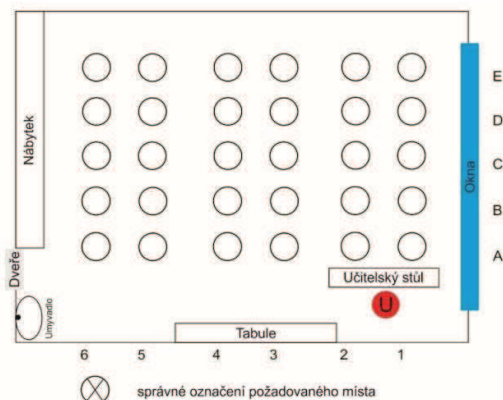 Nábytek
E
D
C
B
A
Okna
Dveře
Umyvadlo
Učitelský stůl
U
Tabule
6 5 4 3 2 1
správné označení požadovaného místa